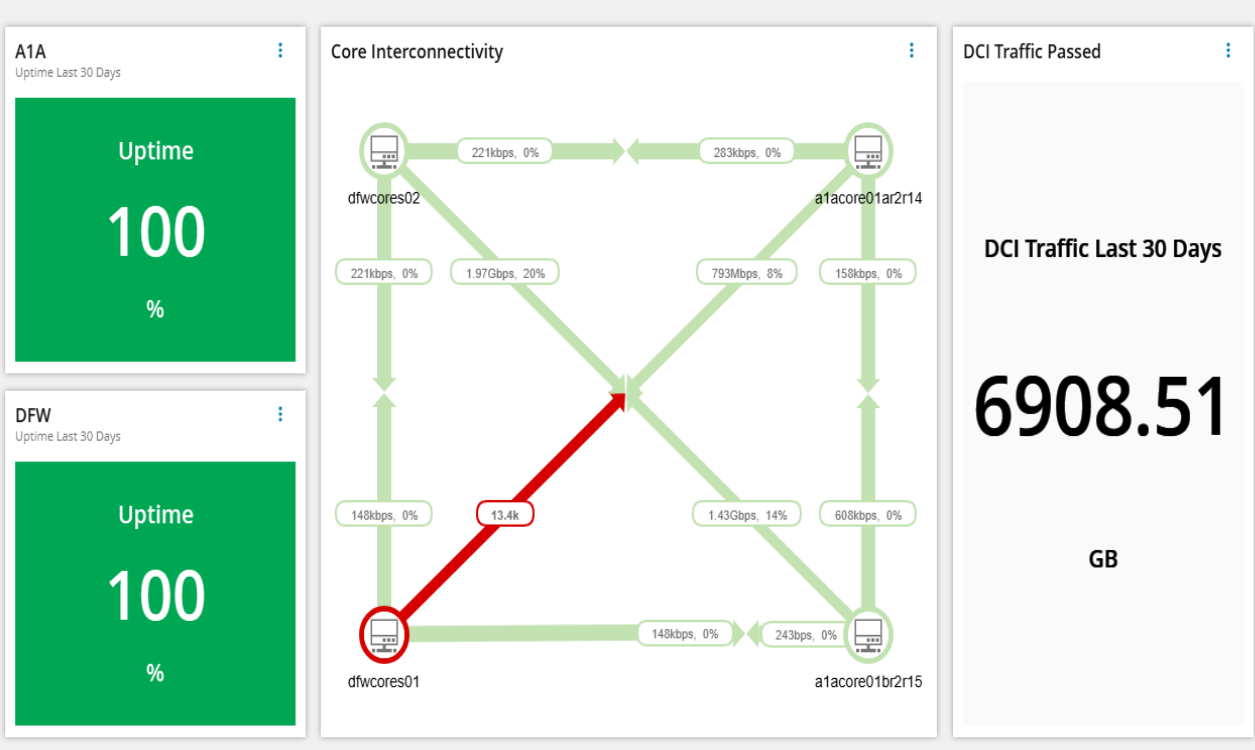 A1A
Uptime Last 30 Days
Uptime
100
%
DFW
Uptime Last 30 Days
Uptime
100
%
Core Interconnectivity
221kbps, 0%
283kbps, 0%
dfwcores02
a1acore01ar2r14
221kbps, 0%
1.97Gbps, 20%
793Mbps, 8%
158kbps, 0%
148kbps, 0%
13.4k
1.43Gbps, 14%
608kbps, 0%
148kbps, 0%
243bps, 0%
dfwcores01
a1acore01br2r15
DCI Traffic Passed
DCI Traffic Last 30 Days
6908.51
GB